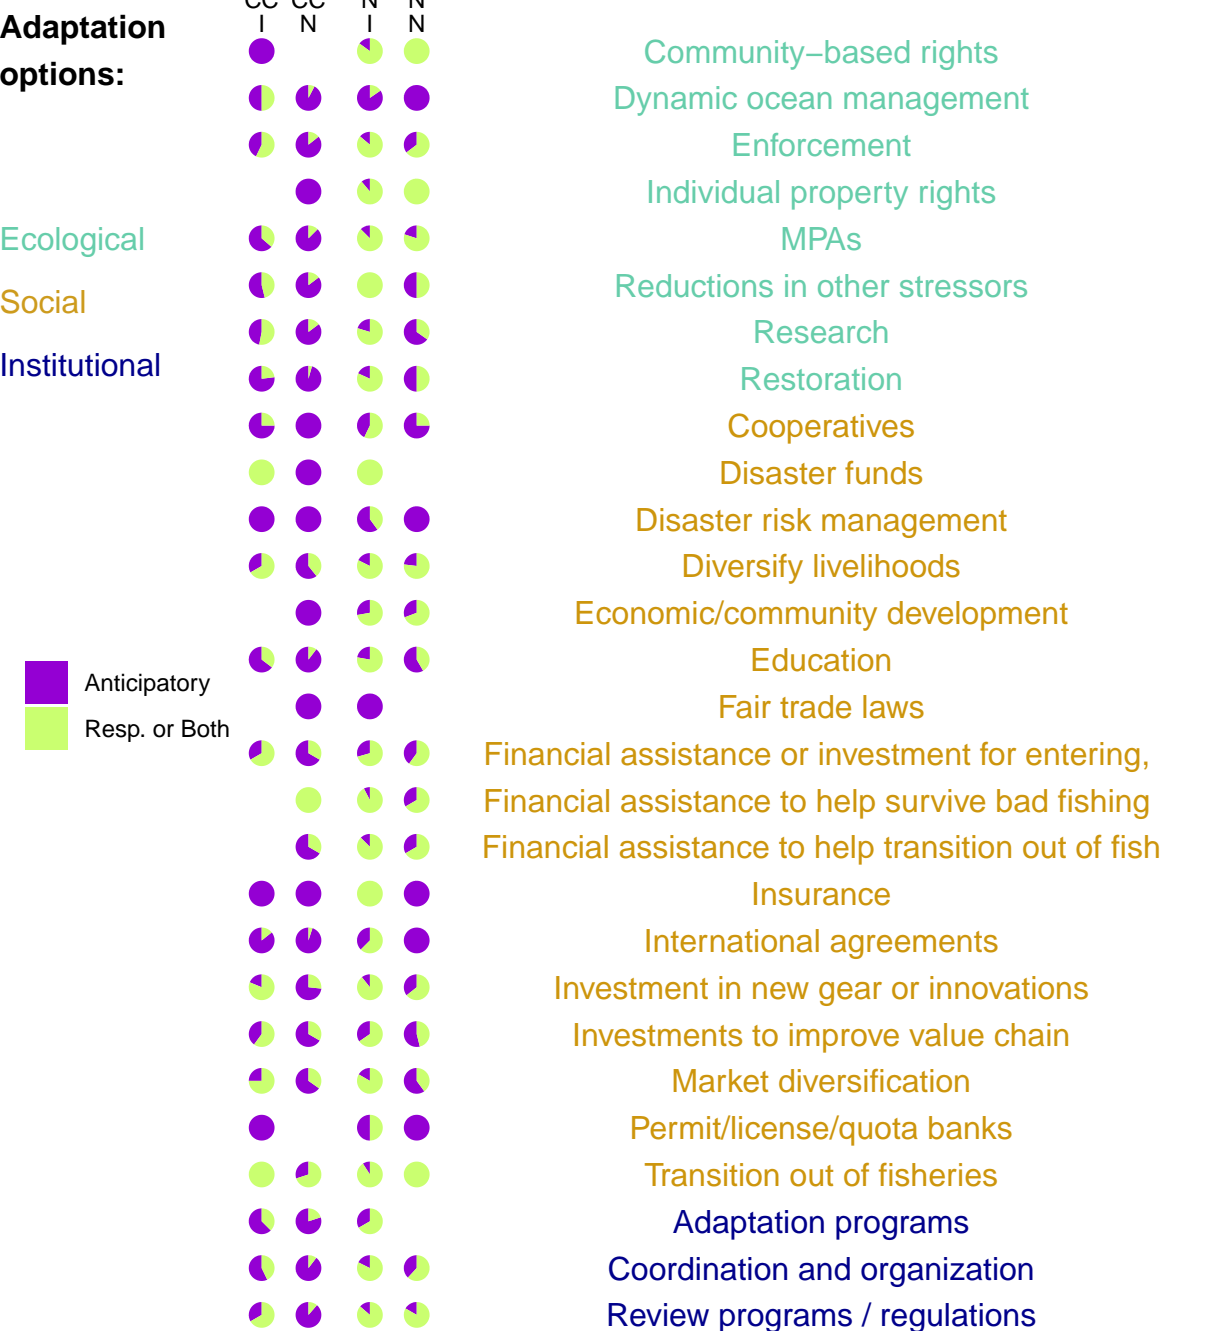 CC CC N N
Adaptation
I N I N
options:
Community−based rights
Dynamic ocean management
Enforcement
Individual property rights
Ecological
MPAs
Reductions in other stressors
Social
Research
Institutional
Restoration
Cooperatives
Disaster funds
Disaster risk management
Diversify livelihoods
Economic/community development
Education
Anticipatory
Fair trade laws
Resp. or Both
Financial assistance or investment for entering,
Financial assistance to help survive bad fishing
Financial assistance to help transition out of fish
Insurance
International agreements
Investment in new gear or innovations
Investments to improve value chain
Market diversification
Permit/license/quota banks
Transition out of fisheries
Adaptation programs
Coordination and organization
Review programs / regulations